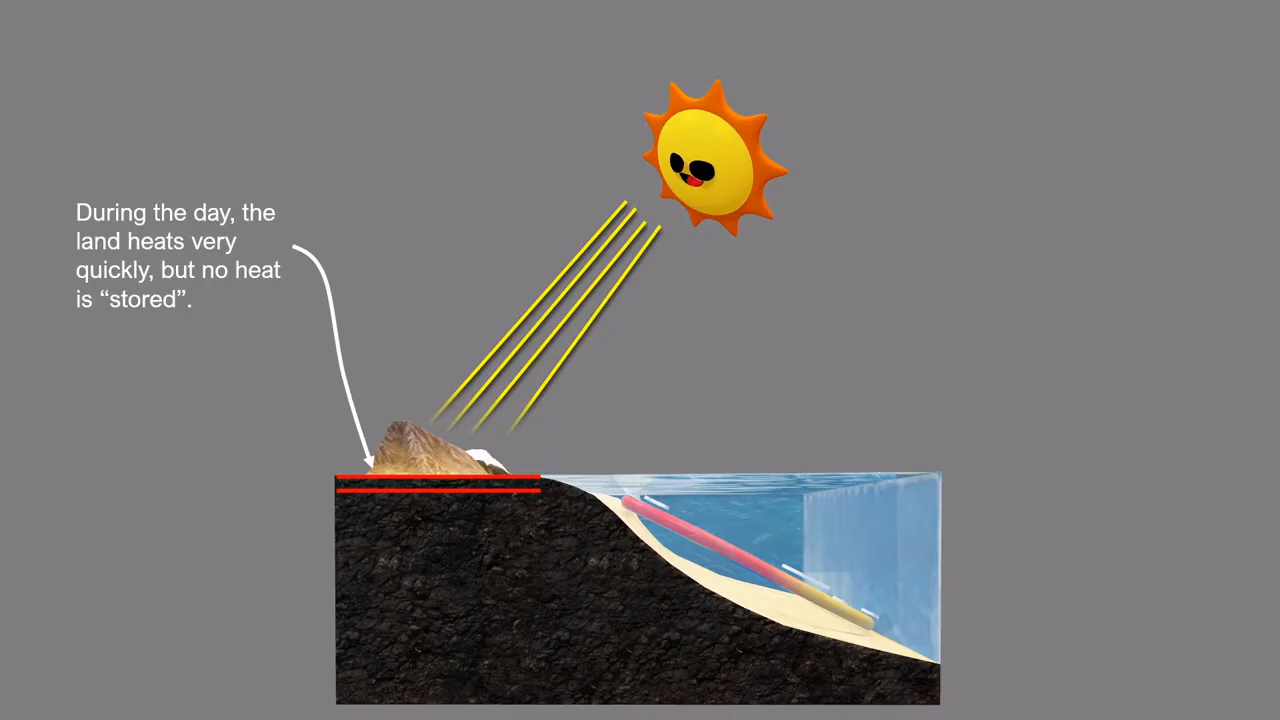 During the day, the
land heats very
quickly, but no heat
is “stored”.